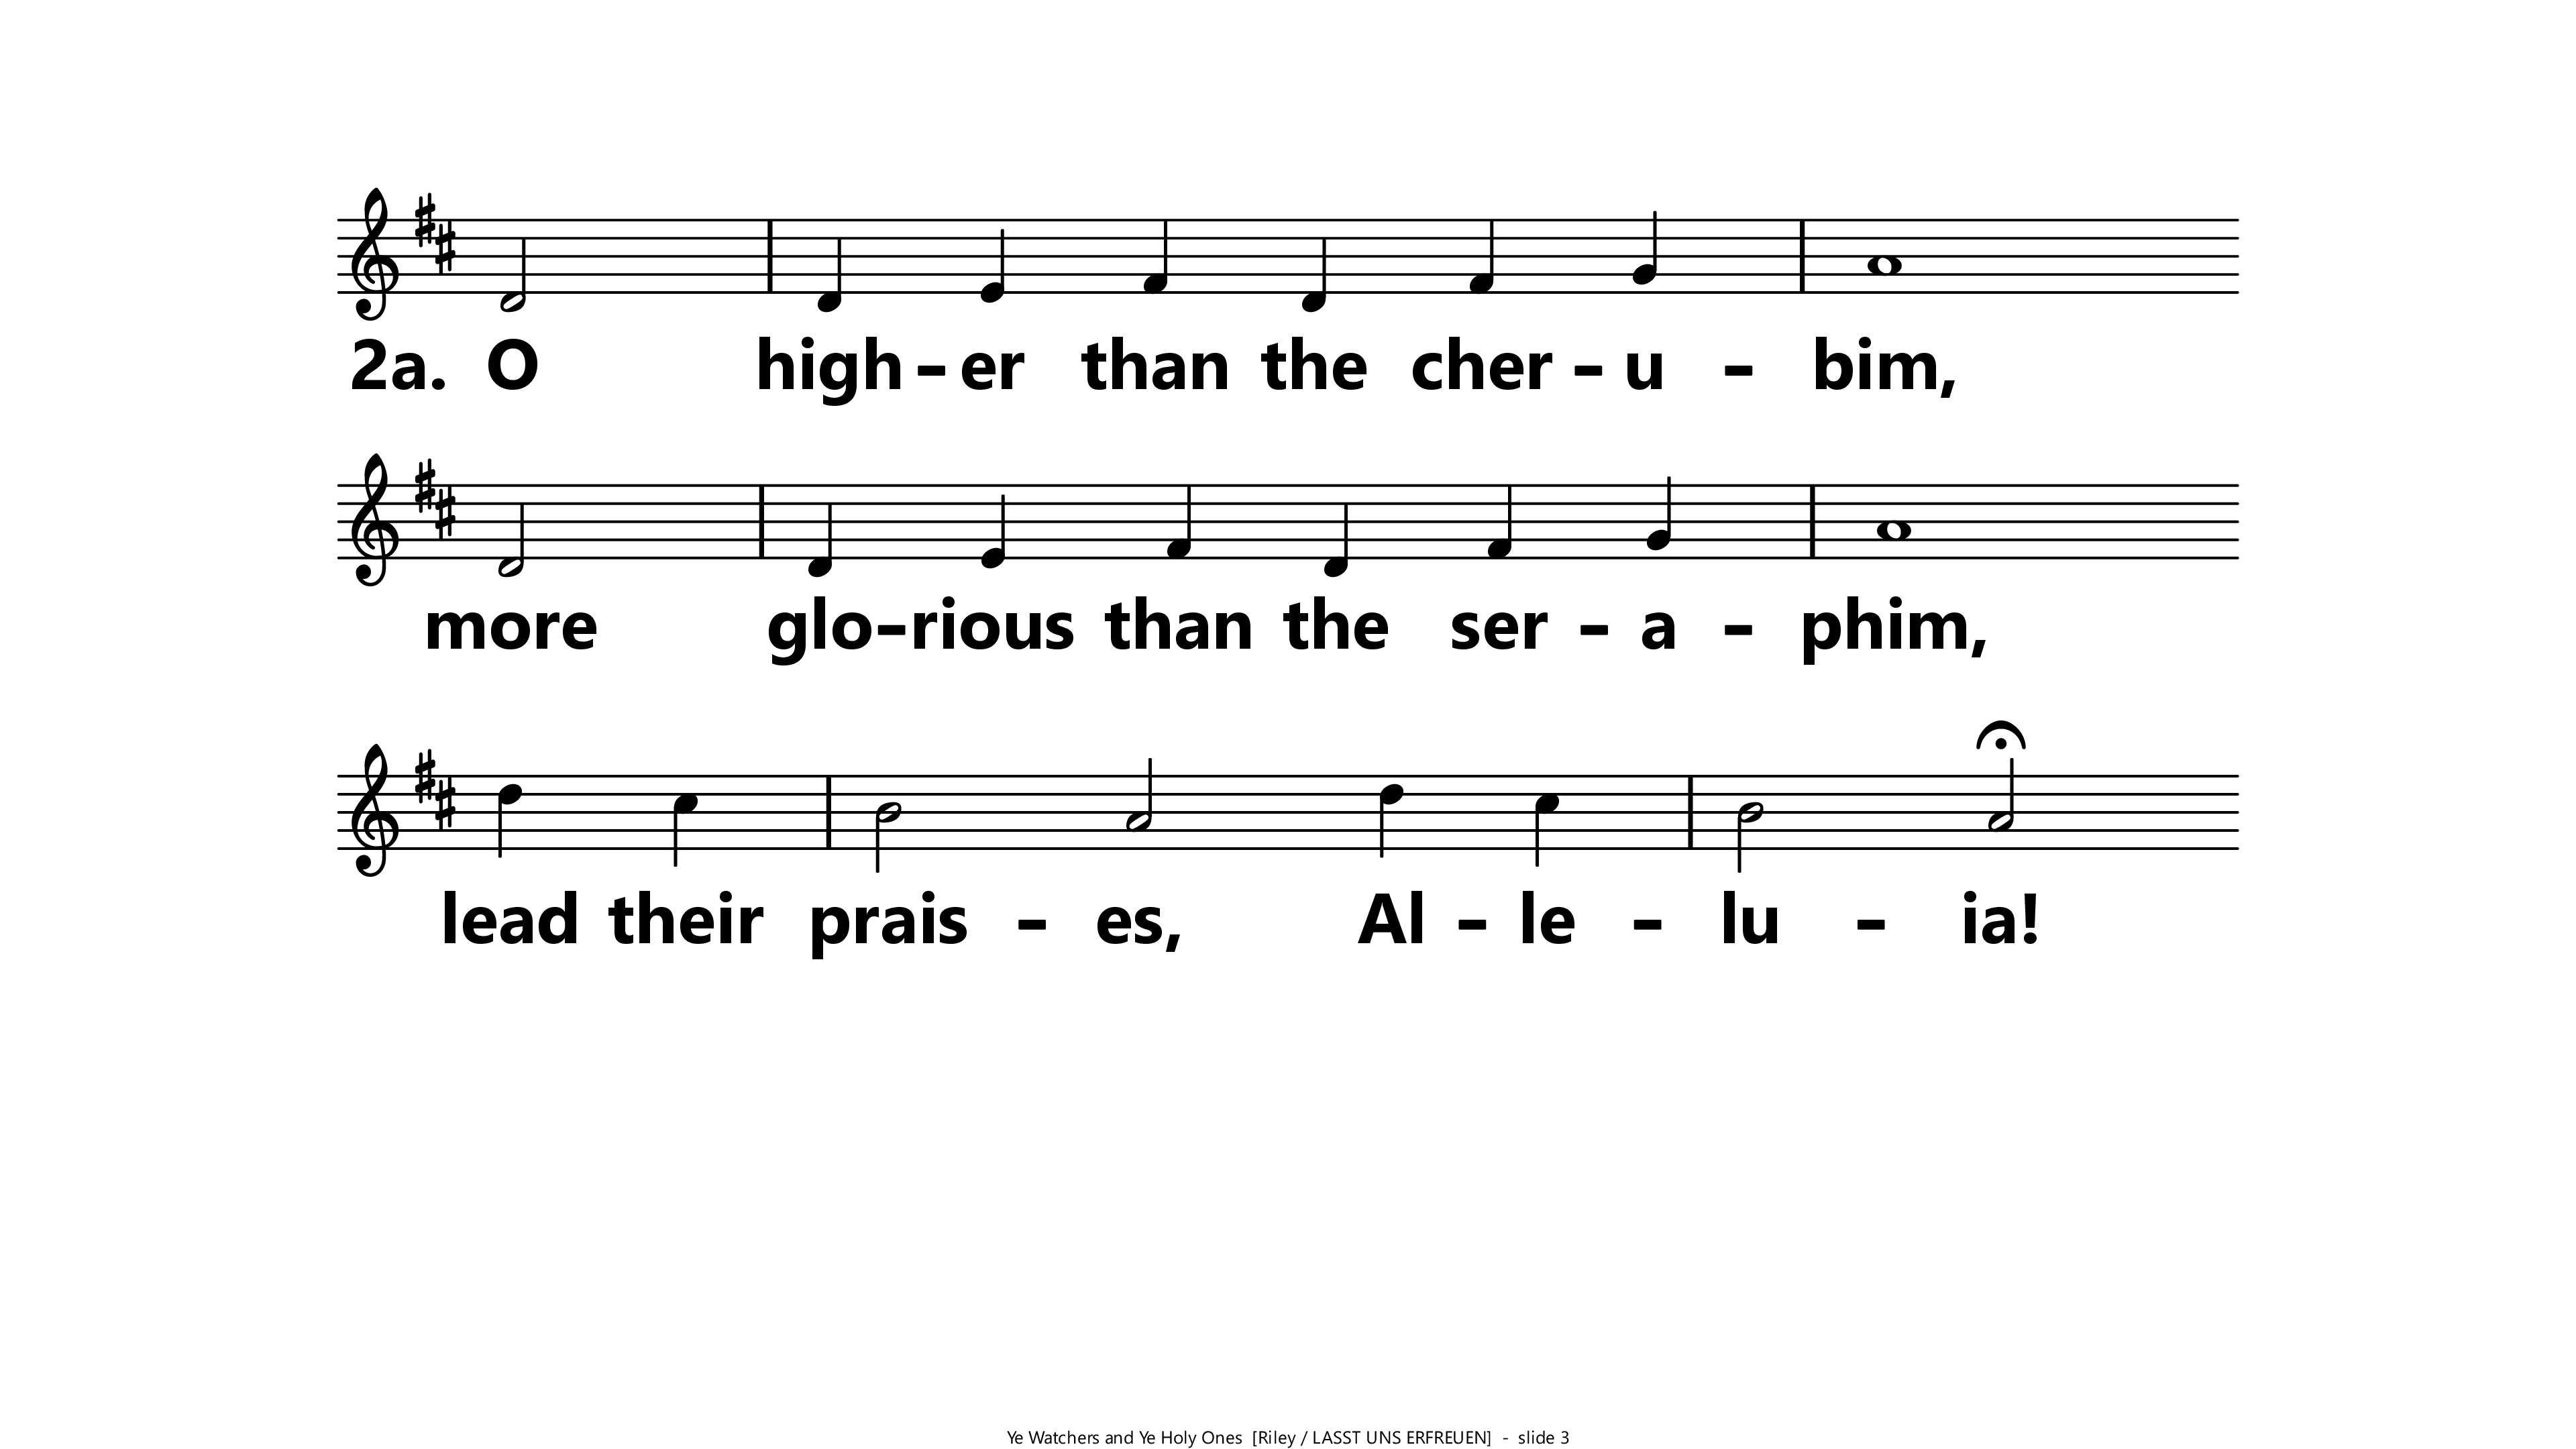 2a. O high - er than the cher - u - bim,
more glo - rious than the ser - a - phim,
lead their prais - es, Al - le - lu - ia!
Ye Watchers and Ye Holy Ones [Riley / LASST UNS ERFREUEN] - slide 3